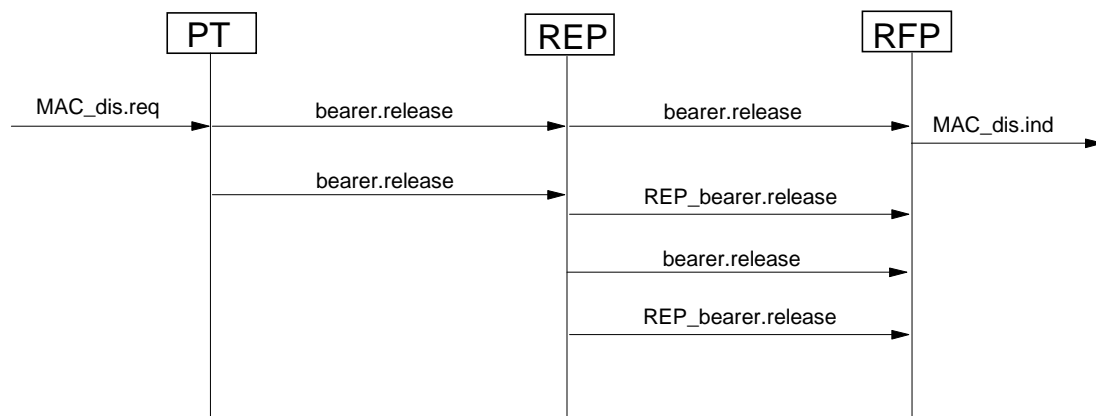 PT
REP
RFP
MAC_dis.req
bearer.release
bearer.release
MAC_dis.ind
bearer.release
REP_bearer.release
bearer.release
REP_bearer.release